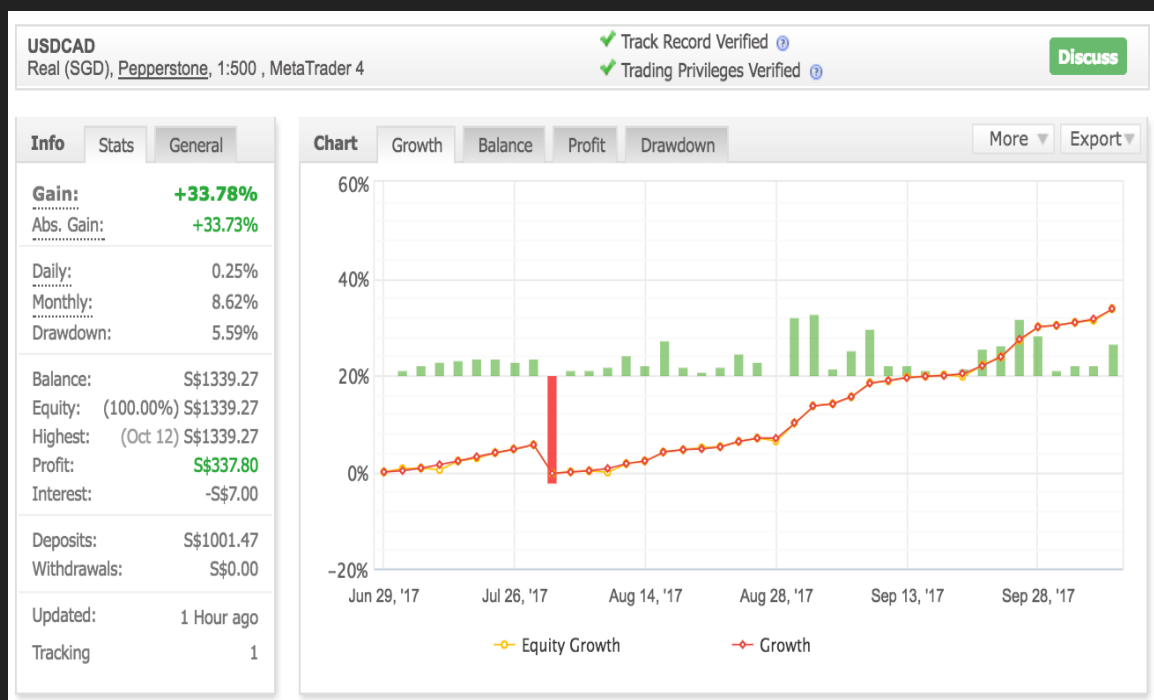 USDCAD
Real (SGD), Pepperstone, 1:500 , MetaTrader 4
Track Record Verified
Trading Privileges Verified
Discuss
Info Stats General
Gain: +33.78%
Abs. Gain: +33.73%
Daily: 0.25%
Monthly: 8.62%
Drawdown: 5.59%
Balance: S$1339.27
Equity: (100.00%) S$1339.27
Highest: (Oct 12) S$1339.27
Profit: S$337.80
Interest: -S$7.00
Deposits: S$1001.47
Withdrawals: S$0.00
Updated: 1 Hour ago
Tracking 1
Chart Growth Balance Profit Drawdown More Export
60%
40%
20%
0%
-20%
Jun 29, '17 Jul 26, '17 Aug 14, '17 Aug 28, '17 Sep 13, '17 Sep 28, '17
Equity Growth Growth